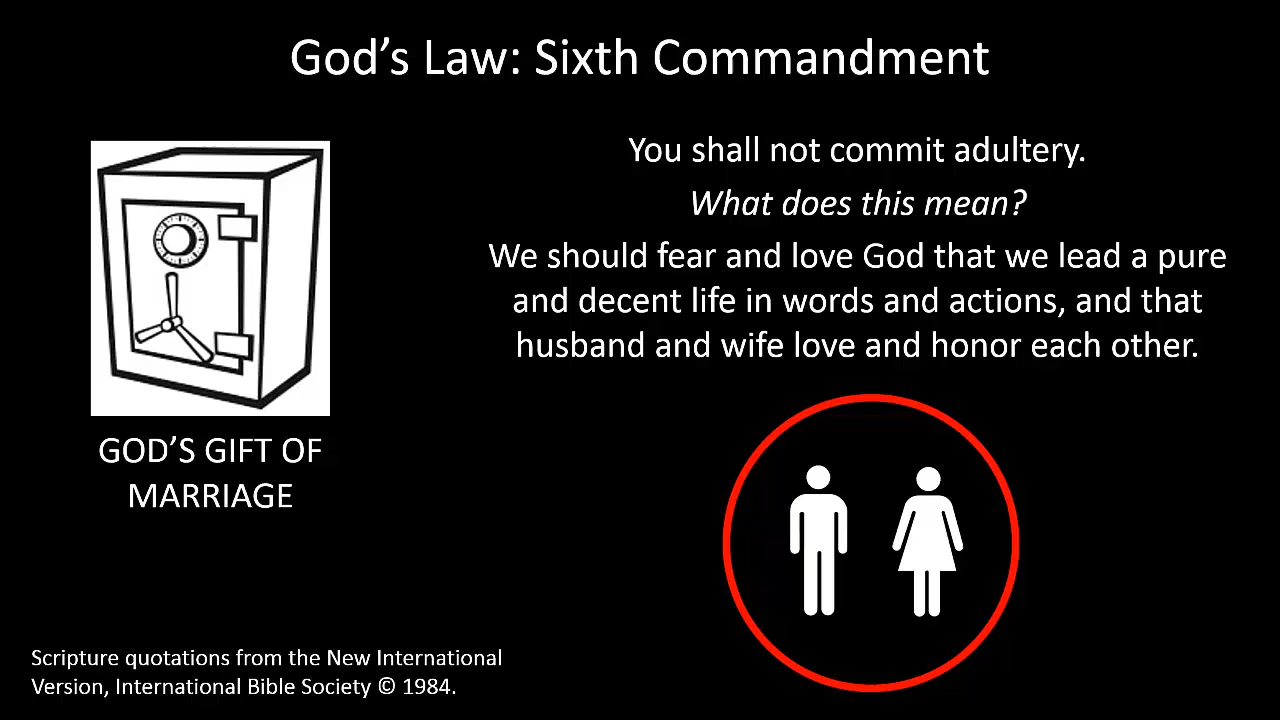 God’s Law: Sixth Commandment
You shall not commit adultery.
What does this mean?
We should fear and love God that we lead a pure
and decent life in words and actions, and that
husband and wife love and honor each other.
GOD’S GIFT OF
MARRIAGE
Scripture quotations from the New International
Version, International Bible Society © 1984.